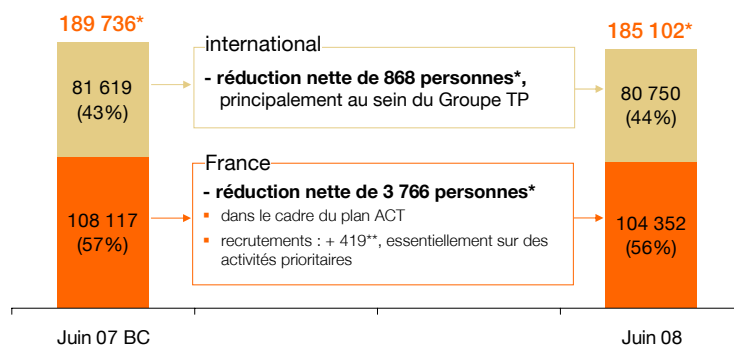 189 736*
185 102*
international
- réduction nette de 868 personnes*,
principalement au sein du Groupe TP
81 619
(43%)
80 750
(44%)
France
- réduction nette de 3 766 personnes*
dans le cadre du plan ACT
recrutements : + 419**, essentiellement sur des
activités prioritaires
108 117
(57%)
104 352
(56%)
Juin 07 BC
Juin 08